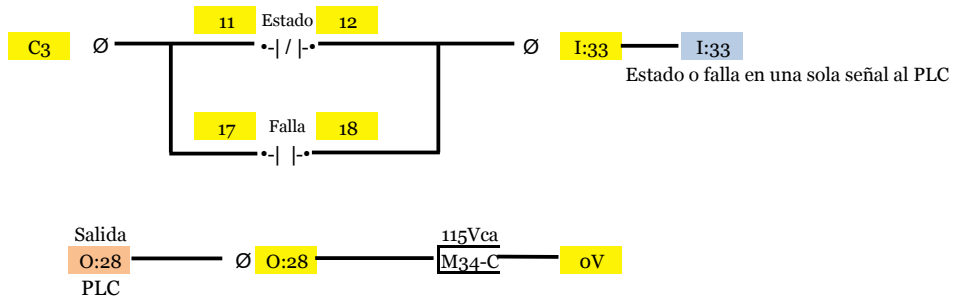 11 Estado 12
C3 Ø •-| / |-• Ø I:33 I:33
Estado o falla en una sola señal al PLC
17 Falla 18
•-| |-•
Salida 115Vca
O:28 Ø O:28 M34-C 0V
PLC